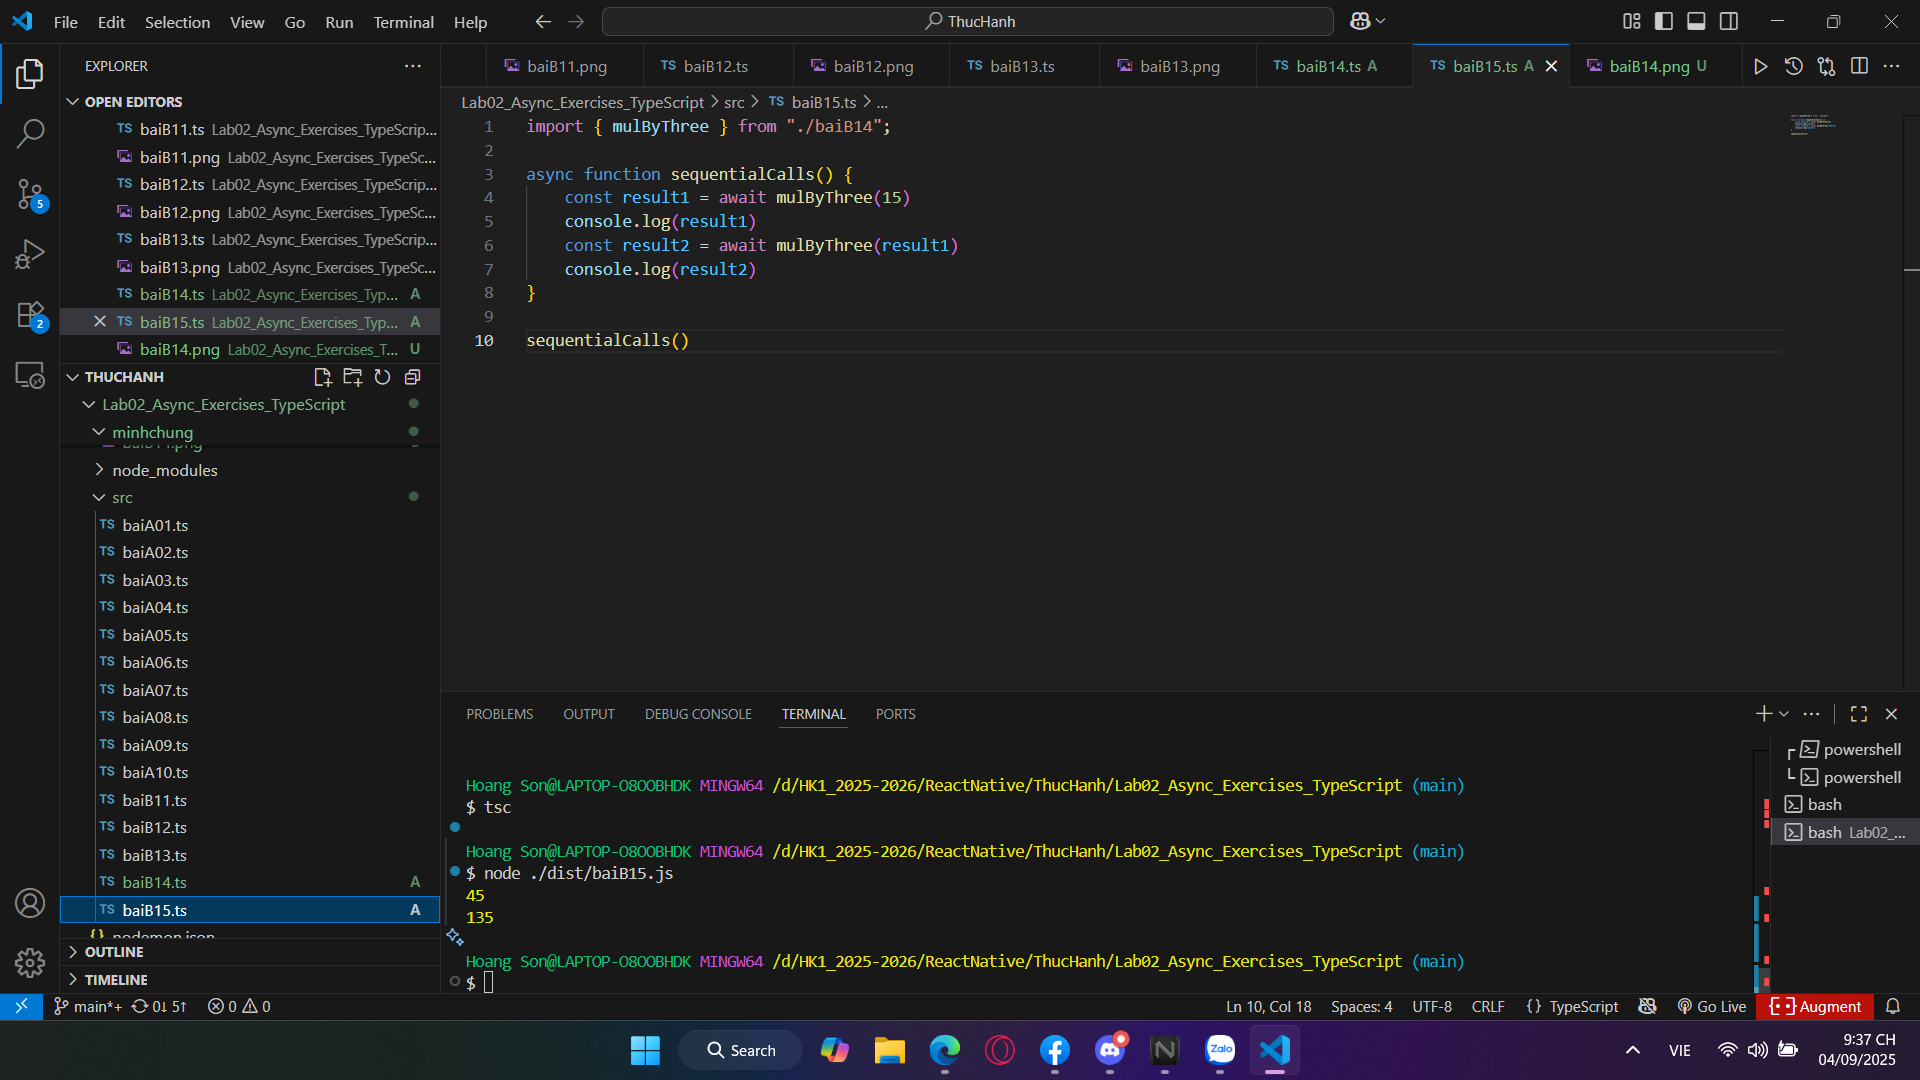 File Edit Selection View Go Run Terminal Help
ThucHanh
EXPLORER
OPEN EDITORS
TS baiB11.ts Lab02_Async_Exercises_TypeScrip...
baiB11.png Lab02_Async_Exercises_TypeSc...
TS baiB12.ts Lab02_Async_Exercises_TypeScrip...
baiB12.png Lab02_Async_Exercises_TypeSc...
TS baiB13.ts Lab02_Async_Exercises_TypeScrip...
baiB13.png Lab02_Async_Exercises_TypeSc...
TS baiB14.ts Lab02_Async_Exercises_Typ... A
TS baiB15.ts Lab02_Async_Exercises_Typ... A
baiB14.png Lab02_Async_Exercises_T... U
THUCHANH
Lab02_Async_Exercises_TypeScript
minhchung
baiB14.png
node_modules
src
TS baiA01.ts
TS baiA02.ts
TS baiA03.ts
TS baiA04.ts
TS baiA05.ts
TS baiA06.ts
TS baiA07.ts
TS baiA08.ts
TS baiA09.ts
TS baiA10.ts
TS baiB11.ts
TS baiB12.ts
TS baiB13.ts
TS baiB14.ts A
TS baiB15.ts A
{} nodemon.json
OUTLINE
TIMELINE
5
2
baiB11.png TS baiB12.ts baiB12.png TS baiB13.ts baiB13.png TS baiB14.ts A TS baiB15.ts A baiB14.png U
Lab02_Async_Exercises_TypeScript > src > TS baiB15.ts > ...
1 import { mulByThree } from "./baiB14";
2
3 async function sequentialCalls() {
4 const result1 = await mulByThree(15)
5 console.log(result1)
6 const result2 = await mulByThree(result1)
7 console.log(result2)
8 }
9
10 sequentialCalls()
PROBLEMS OUTPUT DEBUG CONSOLE TERMINAL PORTS
Hoang Son@LAPTOP-O8OOBHDK MINGW64 /d/HK1_2025-2026/ReactNative/ThucHanh/Lab02_Async_Exercises_TypeScript (main)
$ tsc
Hoang Son@LAPTOP-O8OOBHDK MINGW64 /d/HK1_2025-2026/ReactNative/ThucHanh/Lab02_Async_Exercises_TypeScript (main)
$ node ./dist/baiB15.js
45
135
Hoang Son@LAPTOP-O8OOBHDK MINGW64 /d/HK1_2025-2026/ReactNative/ThucHanh/Lab02_Async_Exercises_TypeScript (main)
$
powershell
powershell
bash
bash Lab02_...
main*+ 0↓ 5↑ 0 0 Ln 10, Col 18 Spaces: 4 UTF-8 CRLF {} TypeScript Go Live Augment
Search Zalo VIE 9:37 CH
04/09/2025